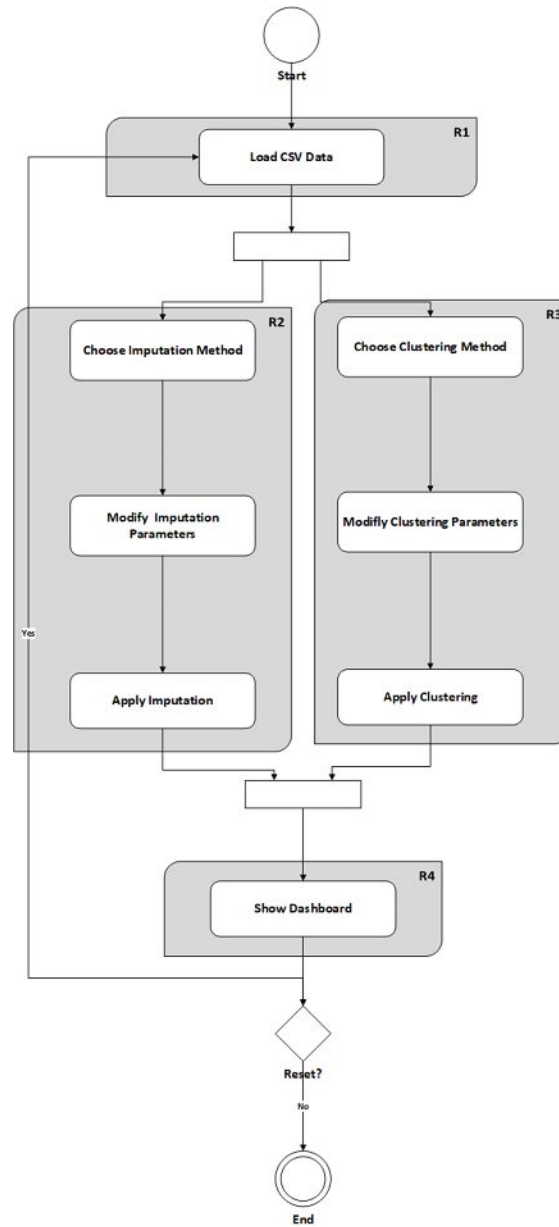 Start
R1
Load CSV Data
R2
Choose Imputation Method
R3
Choose Clustering Method
Modify Imputation
Parameters
Modifly Clustering Parameters
Yes
Apply Imputation
Apply Clustering
R4
Show Dashboard
Reset?
No
End